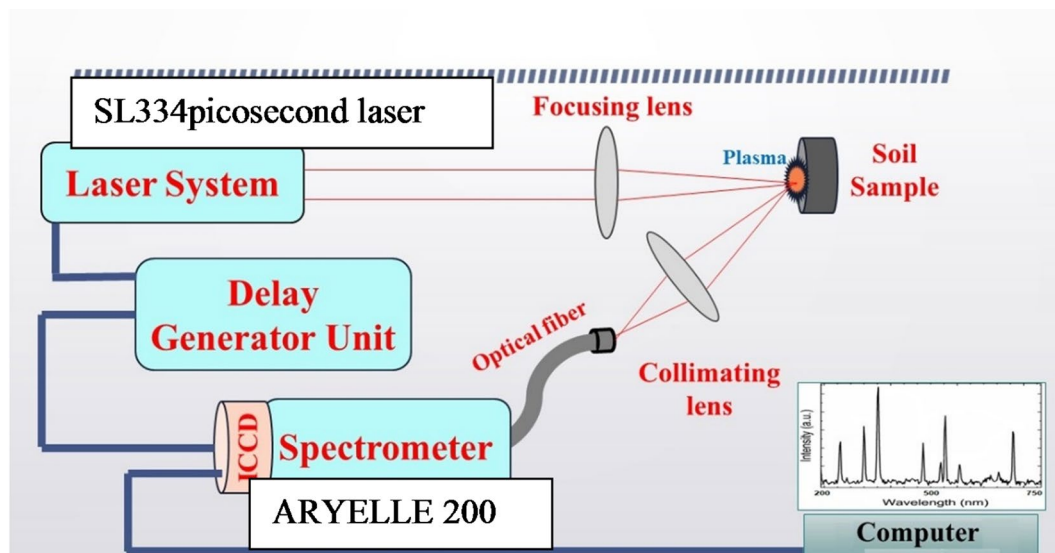 SL334picosecond laser
Laser System
Focusing lens
Plasma
Soil
Sample
Delay
Generator Unit
Optical fiber
Collimating
lens
ICCD
Spectrometer
ARYELLE 200
Intensity (a.u.)
200 500 750
Wavelength (nm)
Computer